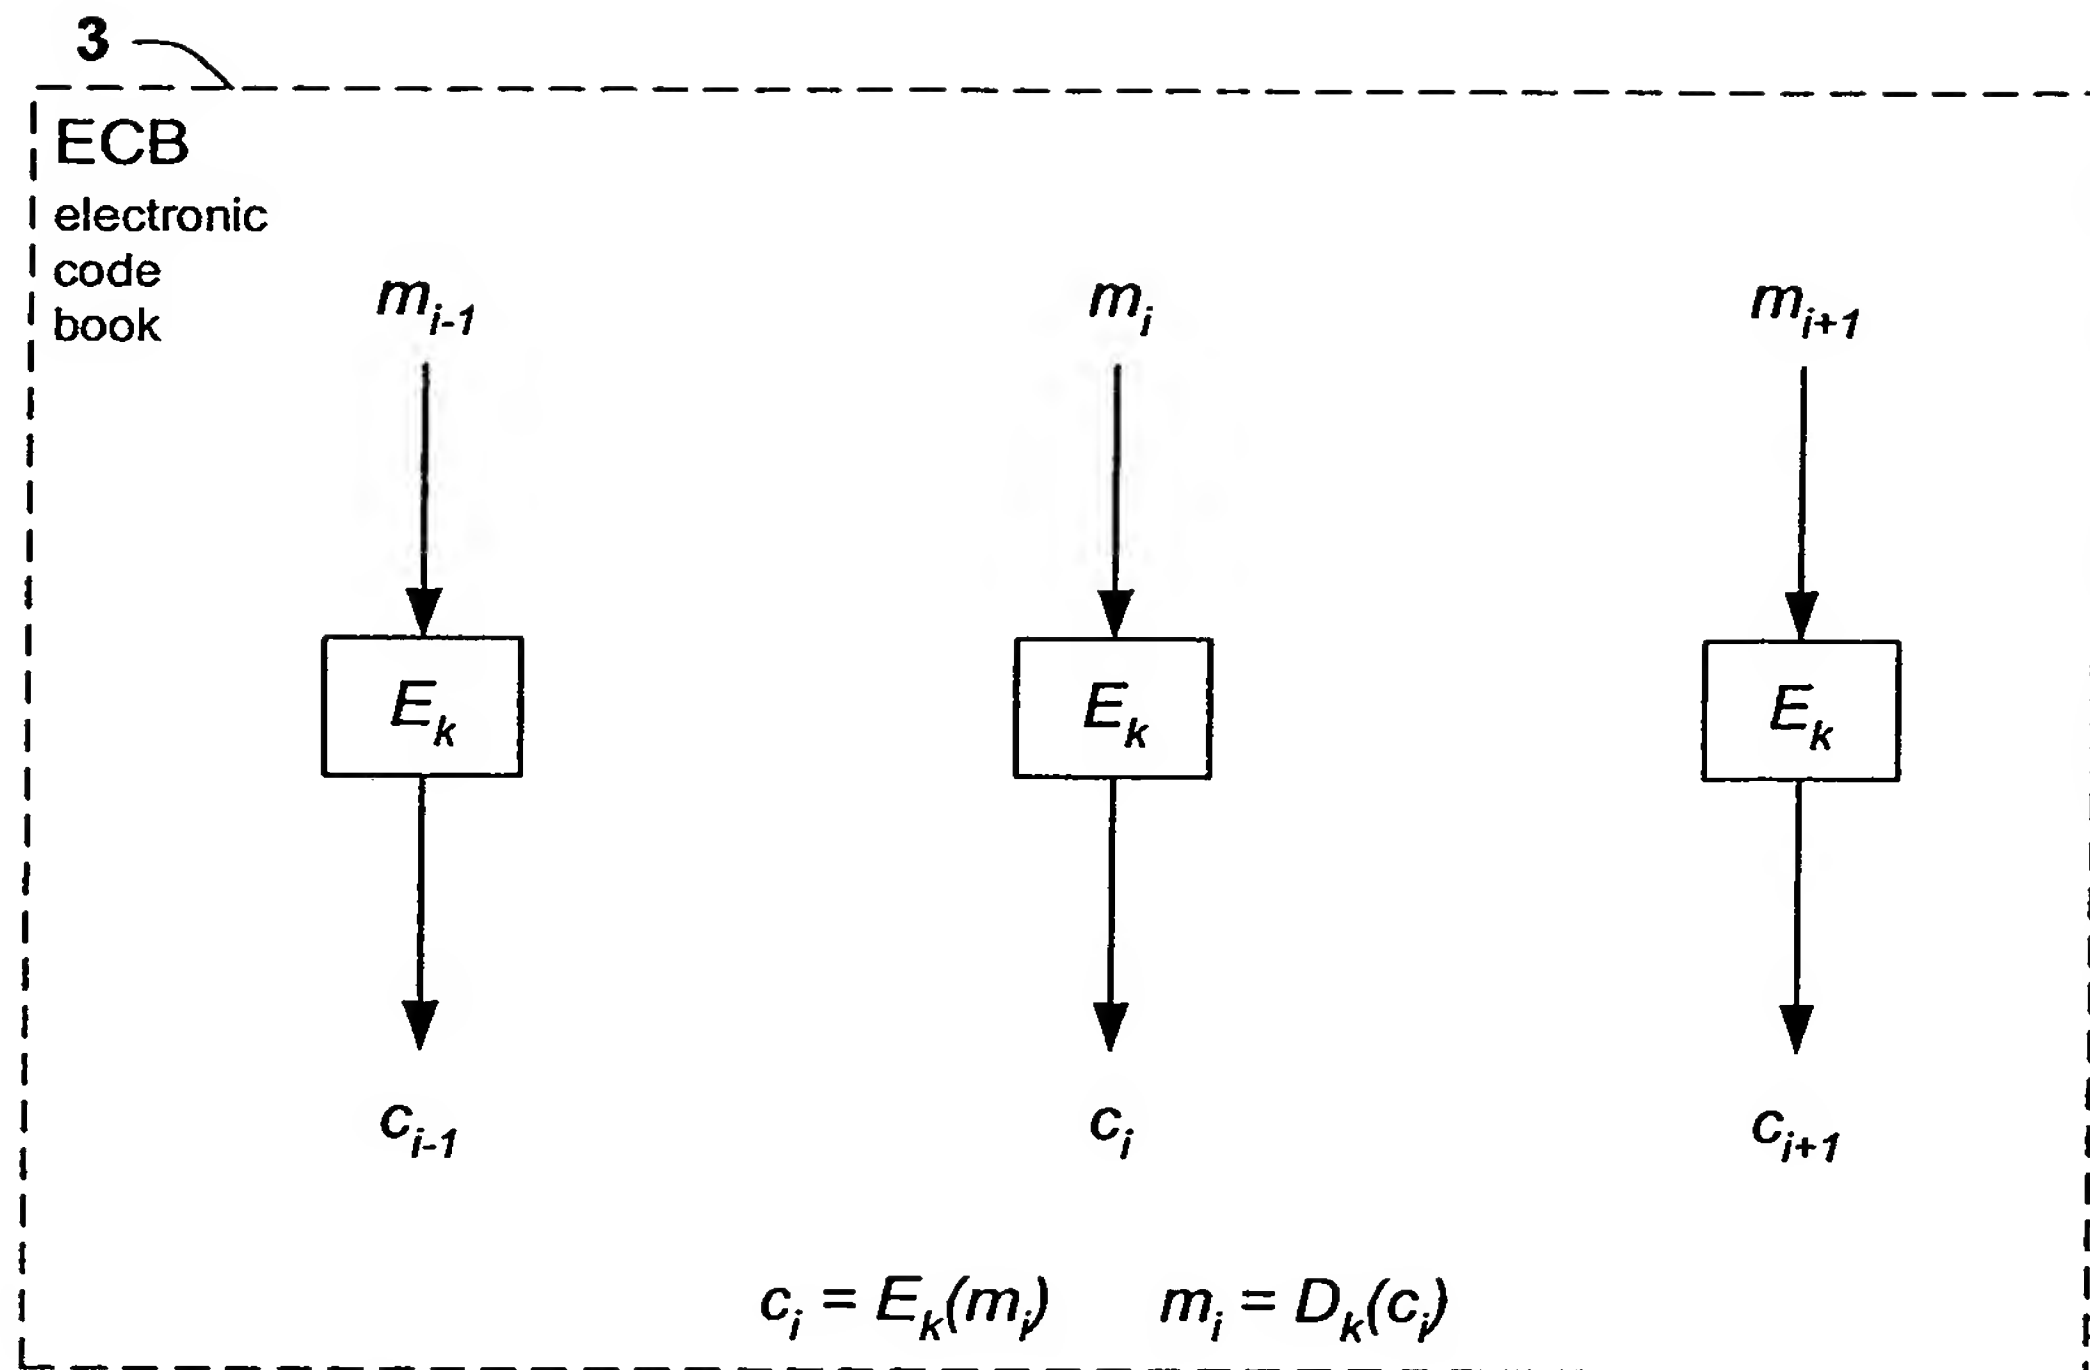 3
ECB
electronic
code
book
m_{i-1} m_i m_{i+1}
E_k E_k E_k
c_{i-1} c_i c_{i+1}
c_i = E_k(m_i) m_i = D_k(c_i)